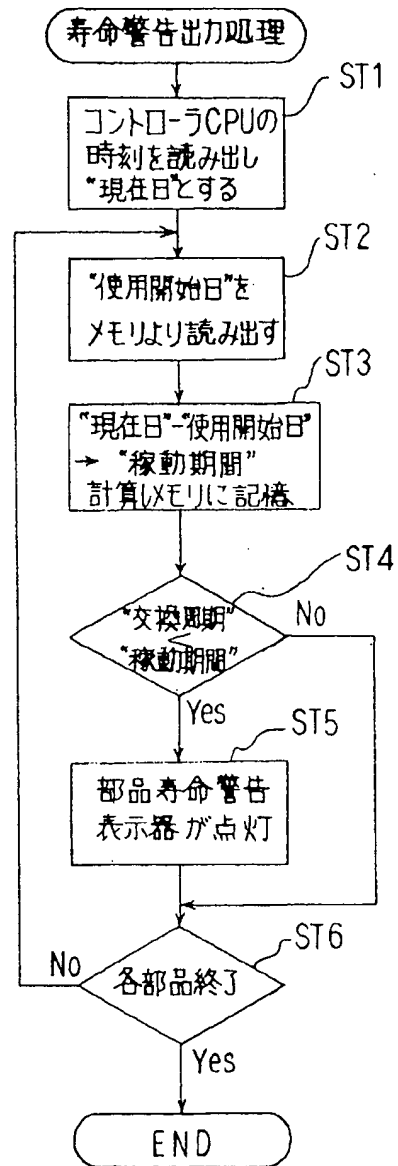 寿命警告出力処理
ST1
コントローラCPUの
時刻を読み出し
"現在日"とする
ST2
"使用開始日"を
メモリより読み出す
ST3
"現在日"-"使用開始日"
→ "稼動期間"
計算しメモリに記憶
ST4
"交換周期"
<
"稼動期間"
No
Yes
ST5
部品寿命警告
表示器が点灯
ST6
No
各部品終了
Yes
END